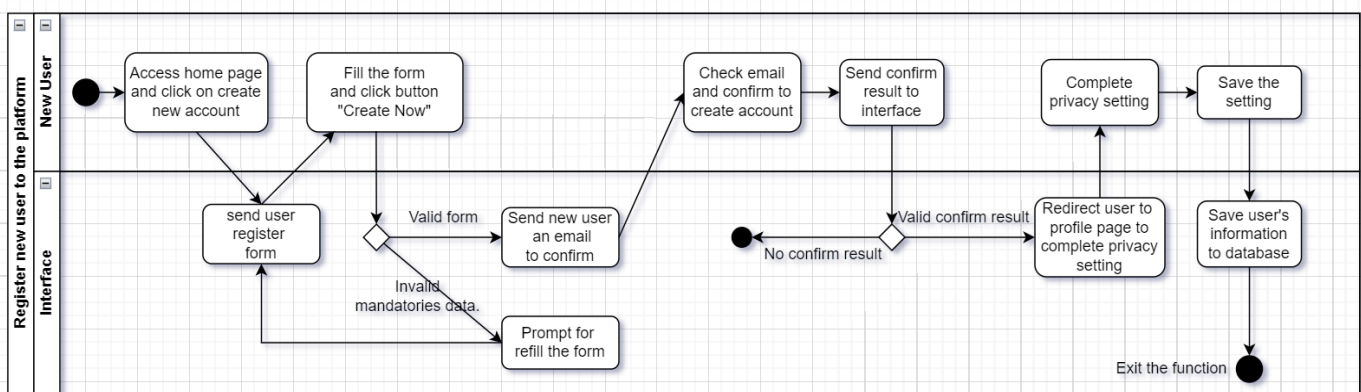 Register new user to the platform
New User
Access home page
and click on create
new account
Fill the form
and click button
"Create Now"
Check email
and confirm to
create account
Send confirm
result to
interface
Complete
privacy setting
Save the
setting
Interface
send user
register
form
Valid form
Send new user
an email
to confirm
Invalid
mandatories data.
Prompt for
refill the form
No confirm result
Valid confirm result
Redirect user to
profile page to
complete privacy
setting
Save user's
information
to database
Exit the function